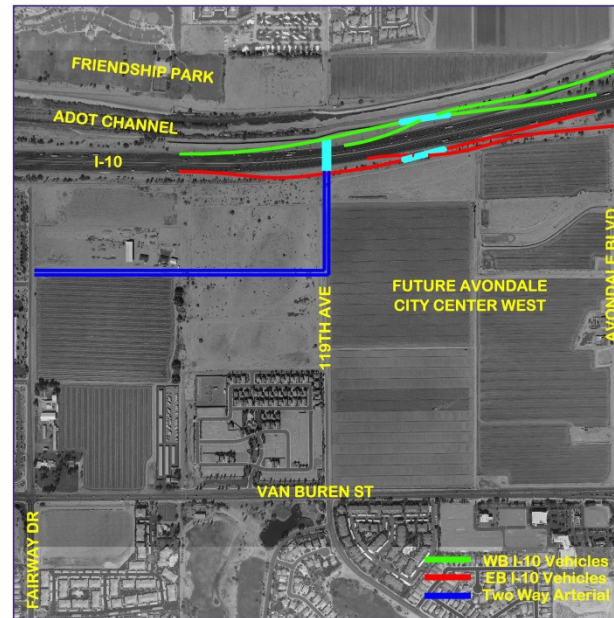 FRIENDSHIP PARK
ADOT CHANNEL
I-10
119TH AVE
FUTURE AVONDALE
CITY CENTER WEST
AVONDALE BLVD
VAN BUREN ST
FAIRWAY DR
WB I-10 Vehicles
EB I-10 Vehicles
Two Way Arterial